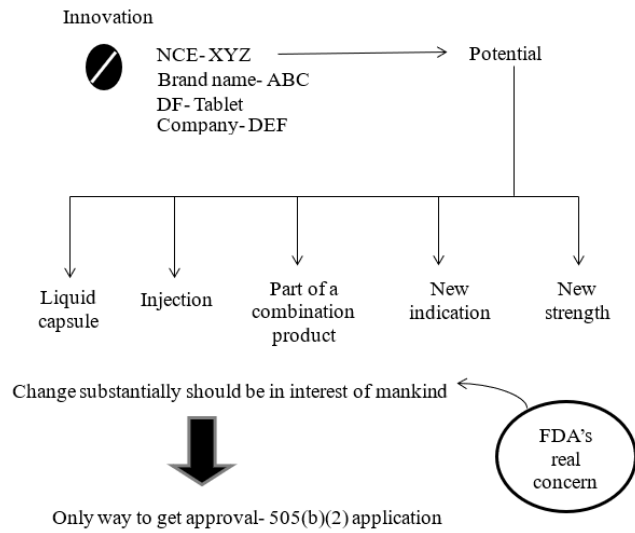 Innovation
NCE- XYZ
Potential
Brand name- ABC
DF- Tablet
Company- DEF
Liquid
capsule
Injection
Part of a
combination
product
New
indication
New
strength
Change substantially should be in interest of mankind
FDA's
real
concern
Only way to get approval- 505(b)(2) application